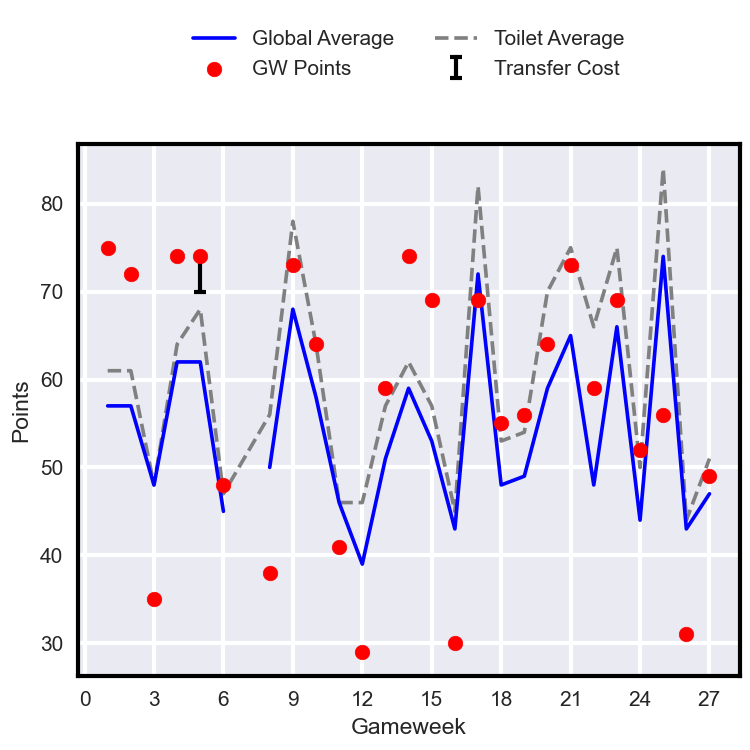 Global Average
Toilet Average
GW Points
Transfer Cost
80
70
60
50
40
30
Points
0 3 6 9 12 15 18 21 24 27
Gameweek